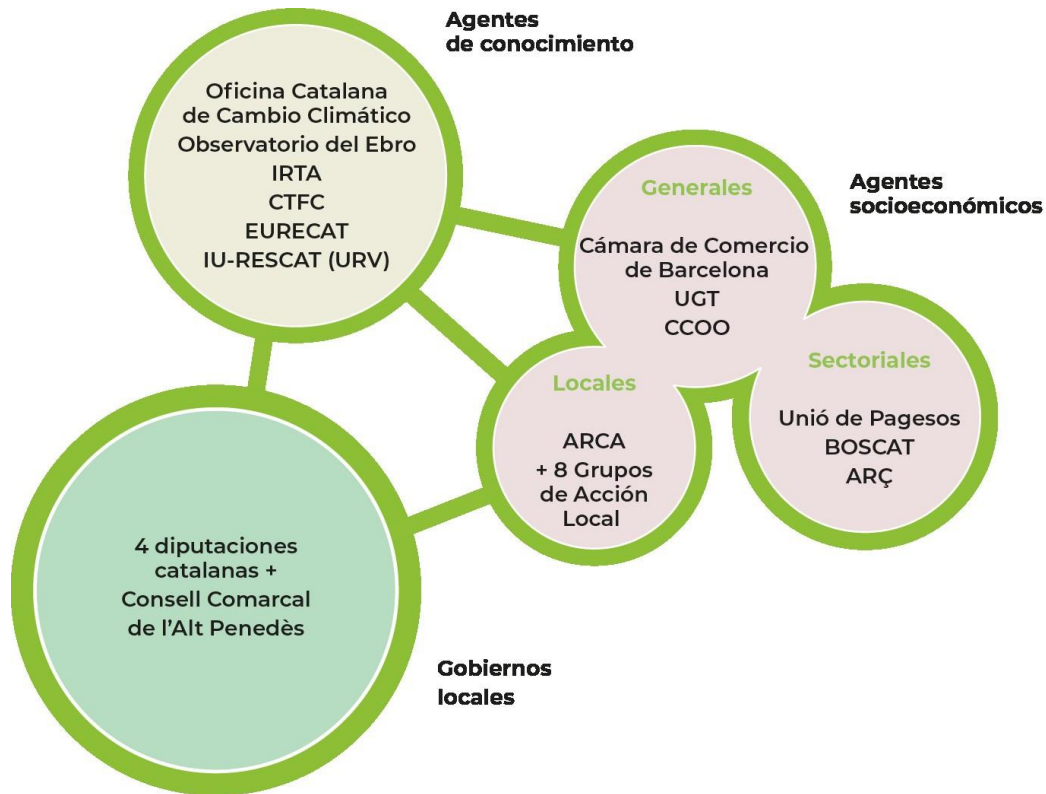 Agentes
de conocimiento
Oficina Catalana
de Cambio Climático
Observatorio del Ebro
IRTA
CTFC
EURECAT
IU-RESCAT (URV)
Agentes
socioeconómicos
Generales
Cámara de Comercio
de Barcelona
UGT
CCOO
Locales
ARCA
+ 8 Grupos
de Acción
Local
Sectoriales
Unió de Pagesos
BOSCAT
ARÇ
4 diputaciones
catalanas +
Consell Comarcal
de l’Alt Penedès
Gobiernos
locales